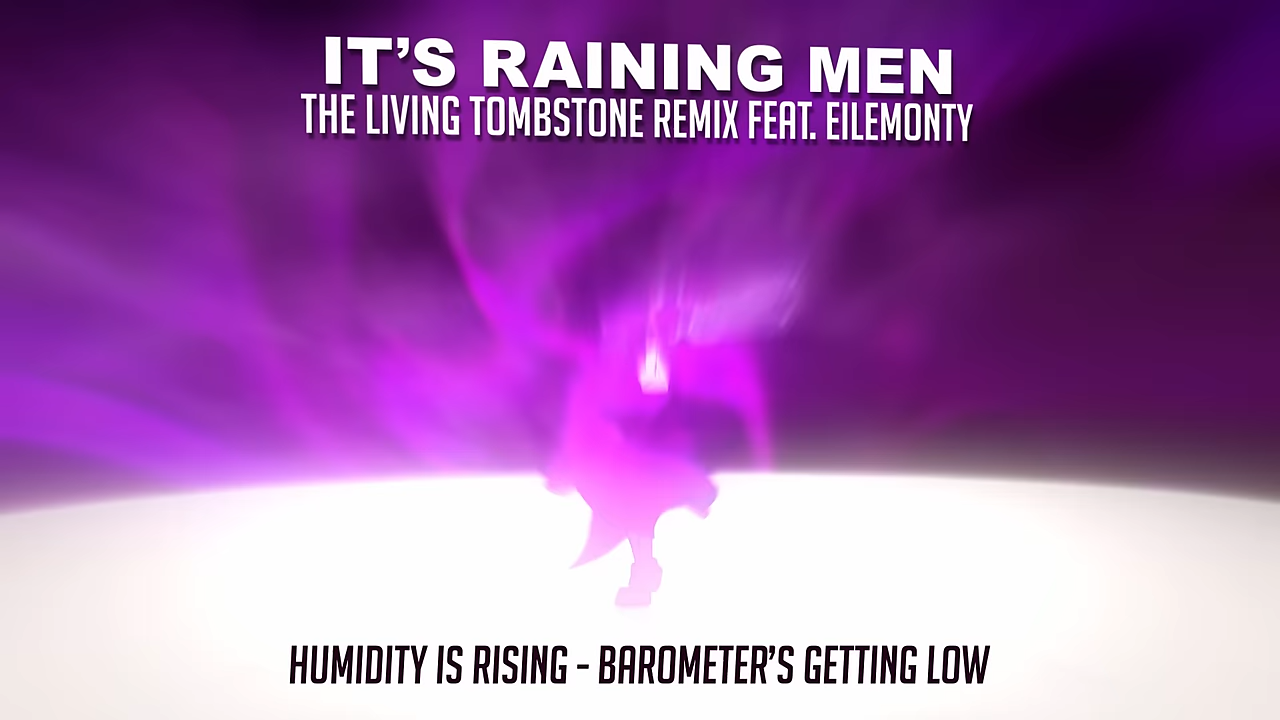 IT'S RAINING MEN
THE LIVING TOMBSTONE REMIX FEAT. EILEMONTY
HUMIDITY IS RISING - BAROMETER'S GETTING LOW